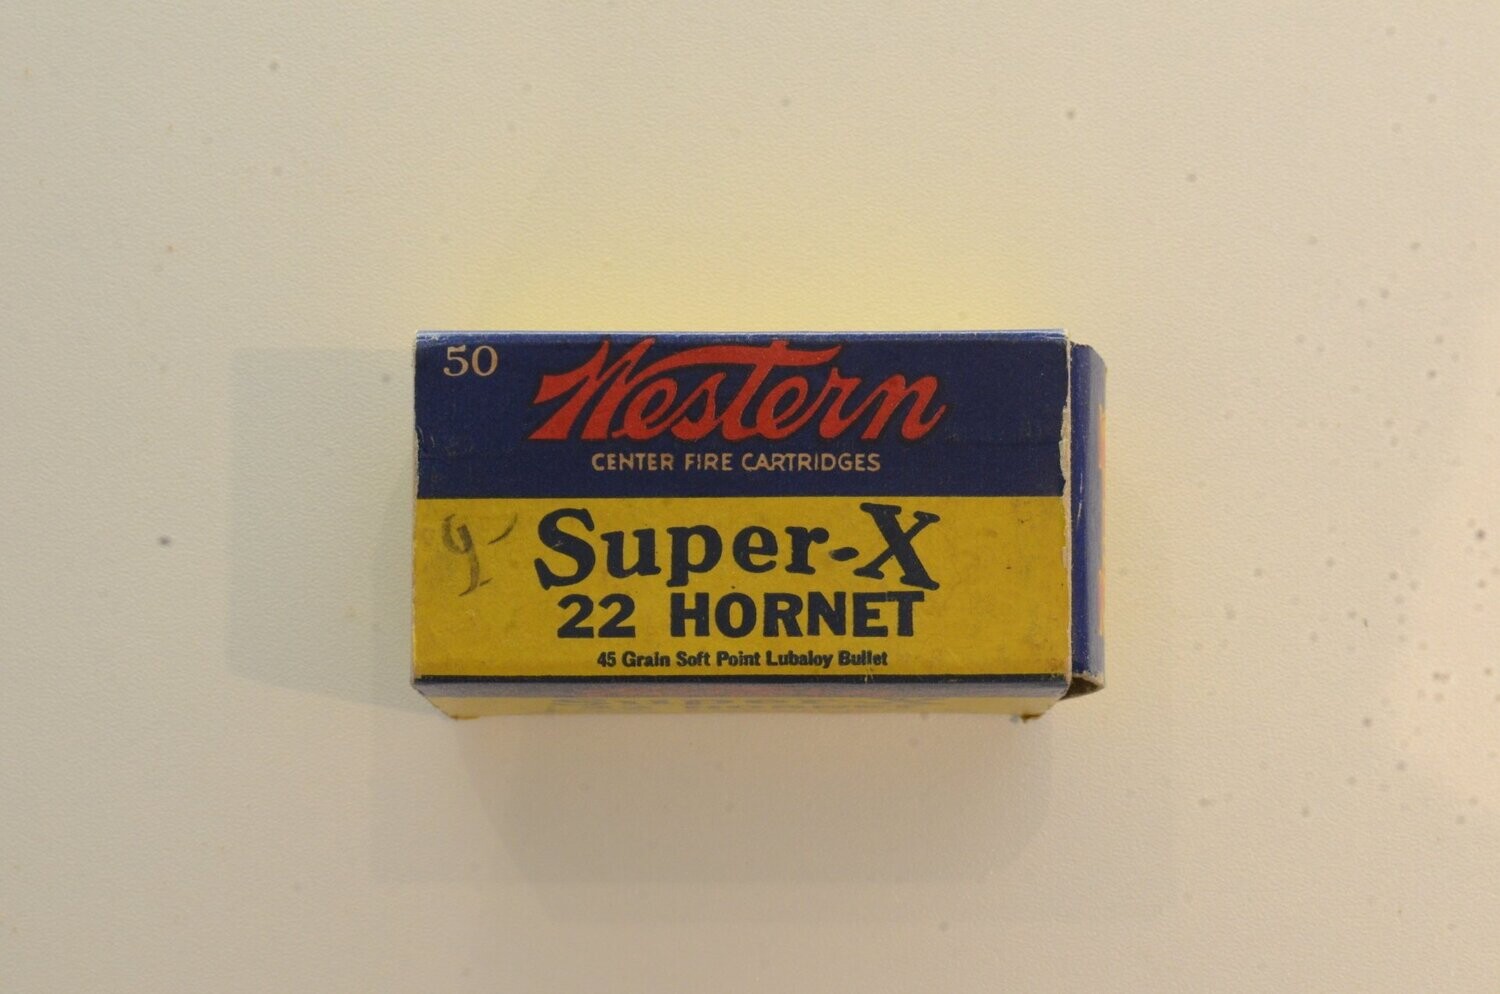 50
Western
CENTER FIRE CARTRIDGES
Super-X
22 HORNET
45 Grain Soft Point Lubaloy Bullet